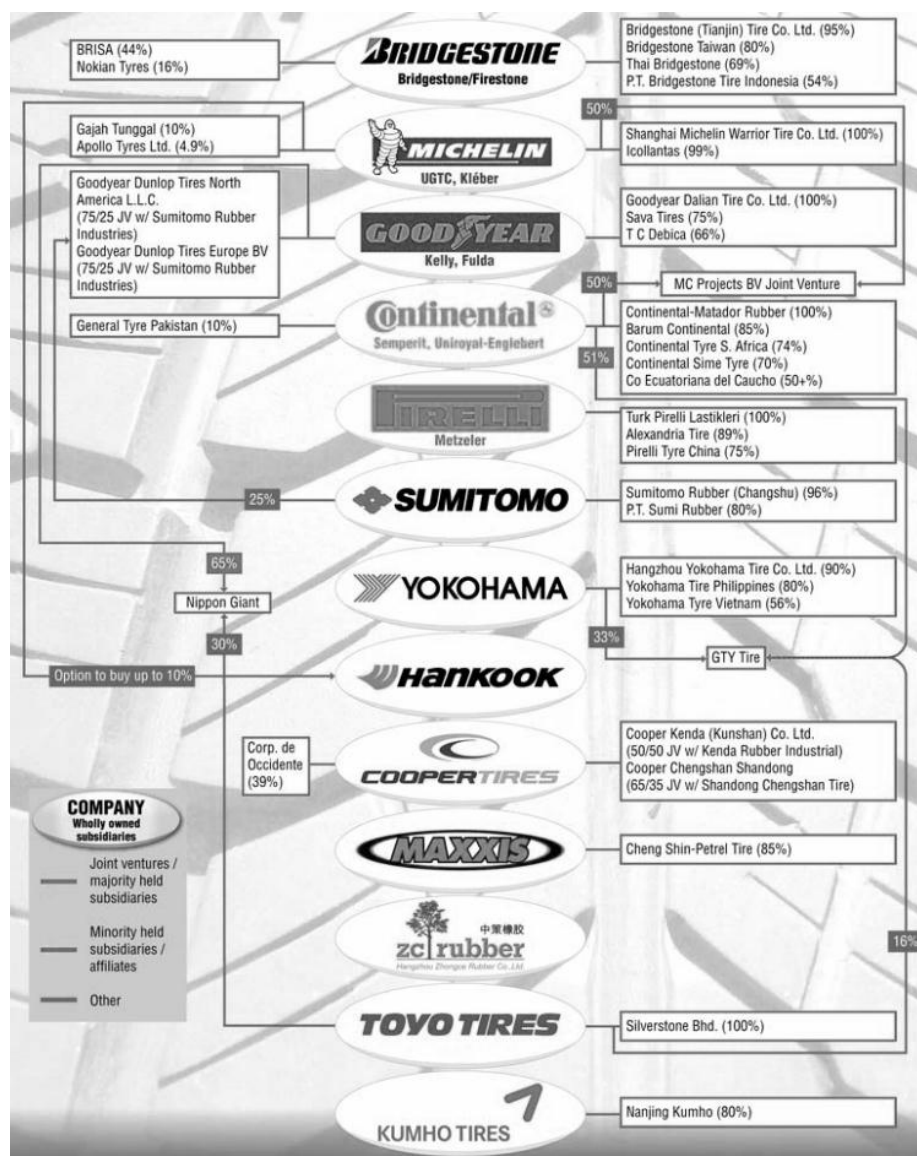 BRISA (44%)
Nokian Tyres (16%)
BRIDGESTONE
Bridgestone/Firestone
Bridgestone (Tianjin) Tire Co. Ltd. (95%)
Bridgestone Taiwan (80%)
Thai Bridgestone (69%)
P.T. Bridgestone Tire Indonesia (54%)
50%
Gajah Tunggal (10%)
Apollo Tyres Ltd. (4.9%)
MICHELIN
UGTC, Kléber
Shanghai Michelin Warrior Tire Co. Ltd. (100%)
Icollantas (99%)
Goodyear Dunlop Tires North
America L.L.C.
(75/25 JV w/ Sumitomo Rubber
Industries)
Goodyear Dunlop Tires Europe BV
(75/25 JV w/ Sumitomo Rubber
Industries)
GOODYEAR
Kelly, Fulda
Goodyear Dalian Tire Co. Ltd. (100%)
Sava Tires (75%)
T C Debica (66%)
50%
MC Projects BV Joint Venture
General Tyre Pakistan (10%)
Continental
Semperit, Uniroyal-Englebert
51%
Continental-Matador Rubber (100%)
Barum Continental (85%)
Continental Tyre S. Africa (74%)
Continental Sime Tyre (70%)
Co Ecuatoriana del Caucho (50+%)
PIRELLI
Metzeler
Turk Pirelli Lastikleri (100%)
Alexandria Tire (89%)
Pirelli Tyre China (75%)
25%
SUMITOMO
Sumitomo Rubber (Changshu) (96%)
P.T. Sumi Rubber (80%)
65%
Nippon Giant
30%
YOKOHAMA
Hangzhou Yokohama Tire Co. Ltd. (90%)
Yokohama Tire Philippines (80%)
Yokohama Tyre Vietnam (56%)
33%
GTY Tire
Option to buy up to 10%
HANKOOK
Corp. de
Occidente
(39%)
COOPERTIRES
Cooper Kenda (Kunshan) Co. Ltd.
(50/50 JV w/ Kenda Rubber Industrial)
Cooper Chengshan Shandong
(65/35 JV w/ Shandong Chengshan Tire)
COMPANY
Wholly owned
subsidiaries
Joint ventures /
majority held
subsidiaries
Minority held
subsidiaries /
affiliates
Other
MAXXIS
Cheng Shin-Petrel Tire (85%)
中策橡胶
zc rubber
Hangzhou Zhongce Rubber Co.,Ltd
16%
TOYO TIRES
Silverstone Bhd. (100%)
KUMHO TIRES
Nanjing Kumho (80%)